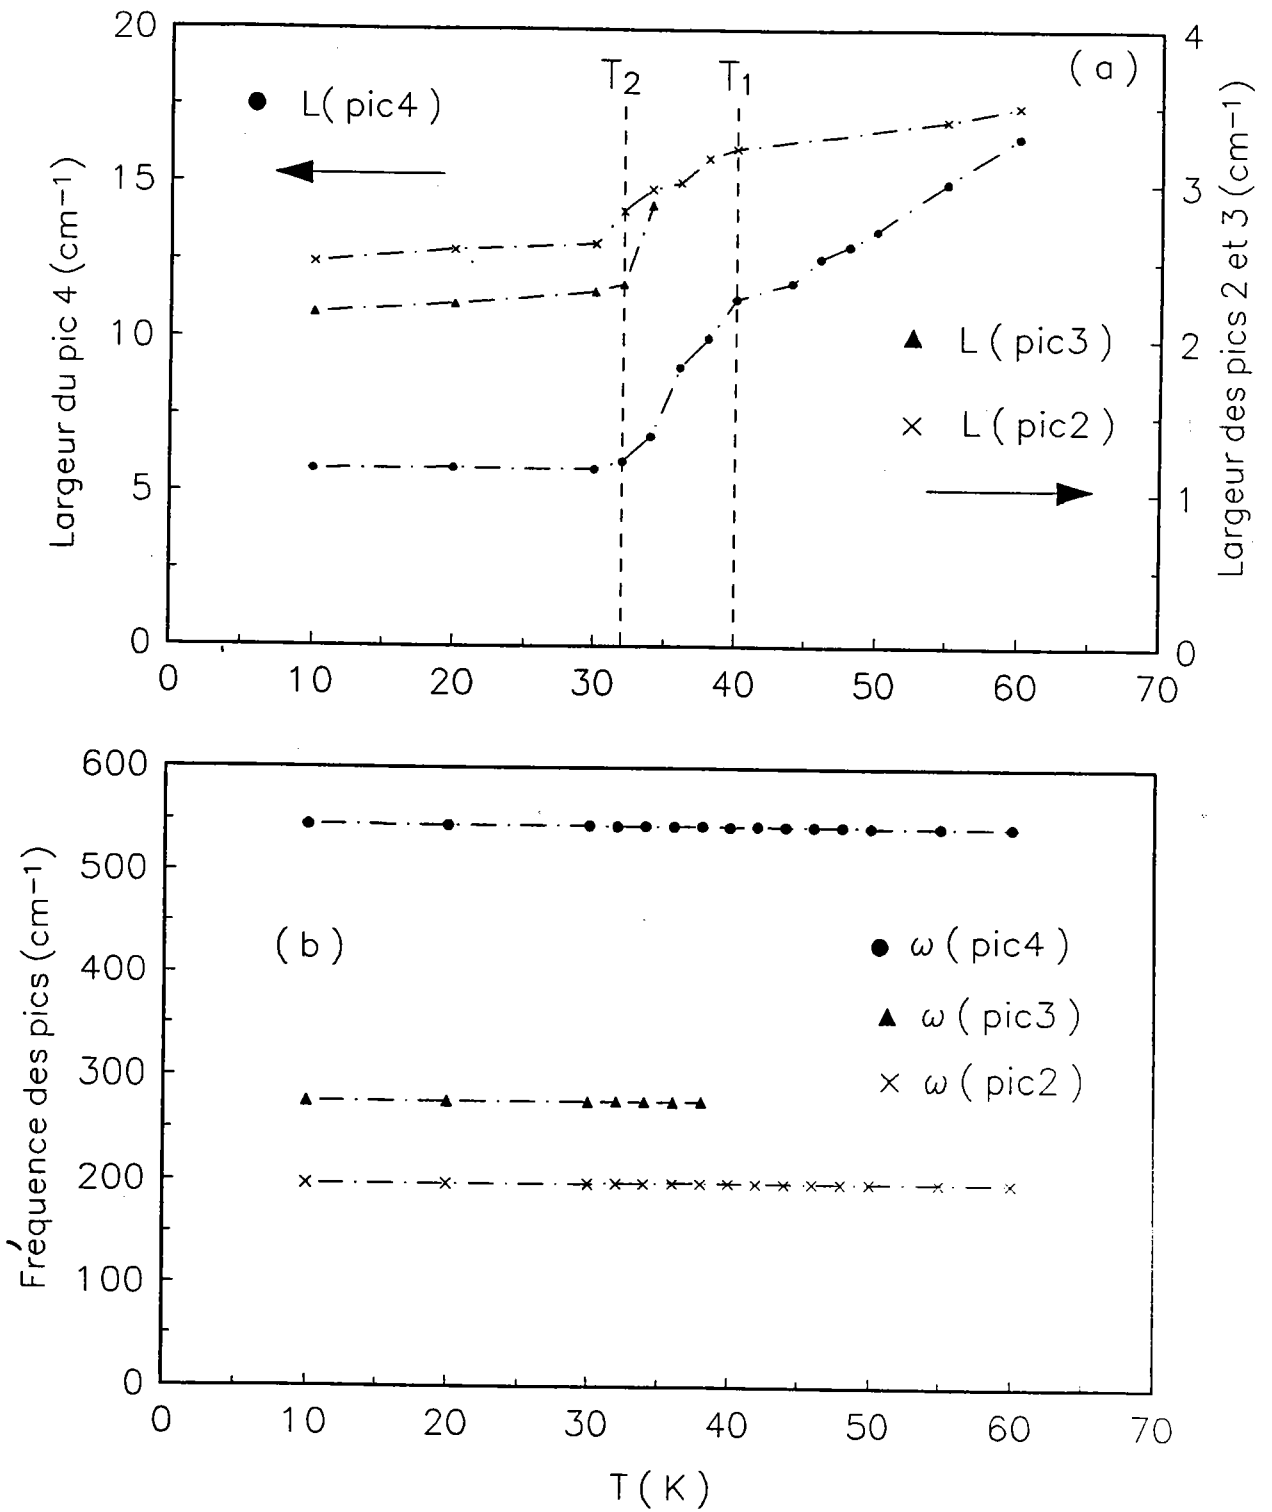 20
15
10
5
0
Largeur du pic 4 (cm-1)
L(pic4)
T2
T1
(a)
4
3
2
1
0
Largeur des pics 2 et 3 (cm-1)
L (pic3)
L (pic2)
0 10 20 30 40 50 60 70
600
500
400
300
200
100
0
Fréquence des pics (cm-1)
(b)
ω (pic4)
ω (pic3)
ω (pic2)
0 10 20 30 40 50 60 70
T (K)